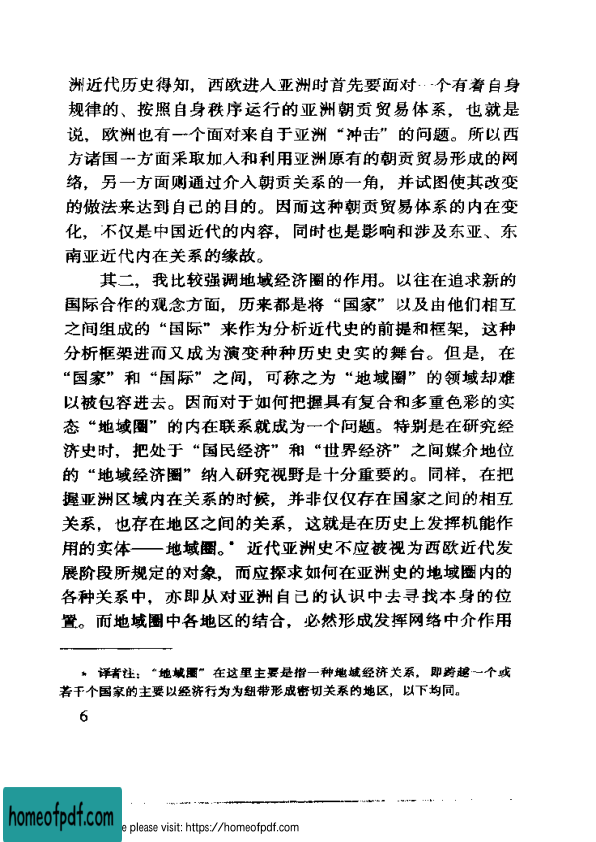 洲近代历史得知，西欧进入亚洲时首先要面对一个有着自身
规律的、按照自身秩序运行的亚洲朝贡贸易体系，也就是
说，欧洲也有一个面对来自于亚洲“冲击”的问题。所以西
方诸国一方面采取加入和利用亚洲原有的朝贡贸易形成的网
络，另一方面则通过介入朝贡关系的一角，并试图使其改变
的做法来达到自己的目的。因而这种朝贡贸易体系的内在变
化，不仅是中国近代的内容，同时也是影响和涉及东亚、东
南亚近代内在关系的缘故。
其二，我比较强调地域经济圈的作用。以往在追求新的
国际合作的观念方面，历来都是将“国家”以及由他们相互
之间组成的“国际”来作为分析近代史的前提和框架，这种
分析框架进而又成为演变种种历史史实的舞台。但是，在
“国家”和“国际”之间，可称之为“地域圈”的领域却难
以被包容进去。因而对于如何把握具有复合和多重色彩的实
态“地域圈”的内在联系就成为一个问题。特别是在研究经
济史时，把处于“国民经济”和“世界经济”之间媒介地位
的“地域经济圈”纳入研究视野是十分重要的。同样，在把
握亚洲区域内在关系的时候，并非仅仅存在国家之间的相互
关系，也存在地区之间的关系，这就是在历史上发挥机能作
用的实体——地域圈。* 近代亚洲史不应被视为西欧近代发
展阶段所规定的对象，而应探求如何在亚洲史的地域圈内的
各种关系中，亦即从对亚洲自己的认识中去寻找本身的位
置。而地域圈中各地区的结合，必然形成发挥网络中介作用
* 译者注：“地域圈”在这里主要是指一种地域经济关系，即跨越一个或
若干个国家的主要以经济行为为纽带形成密切关系的地区，以下均同。
6
homeofpdf.com
e please visit: https://homeofpdf.com